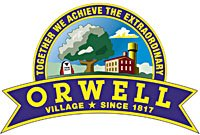 TOGETHER WE ACHIEVE THE EXTRAORDINARY
ORWELL
VILLAGE ★ SINCE 1817